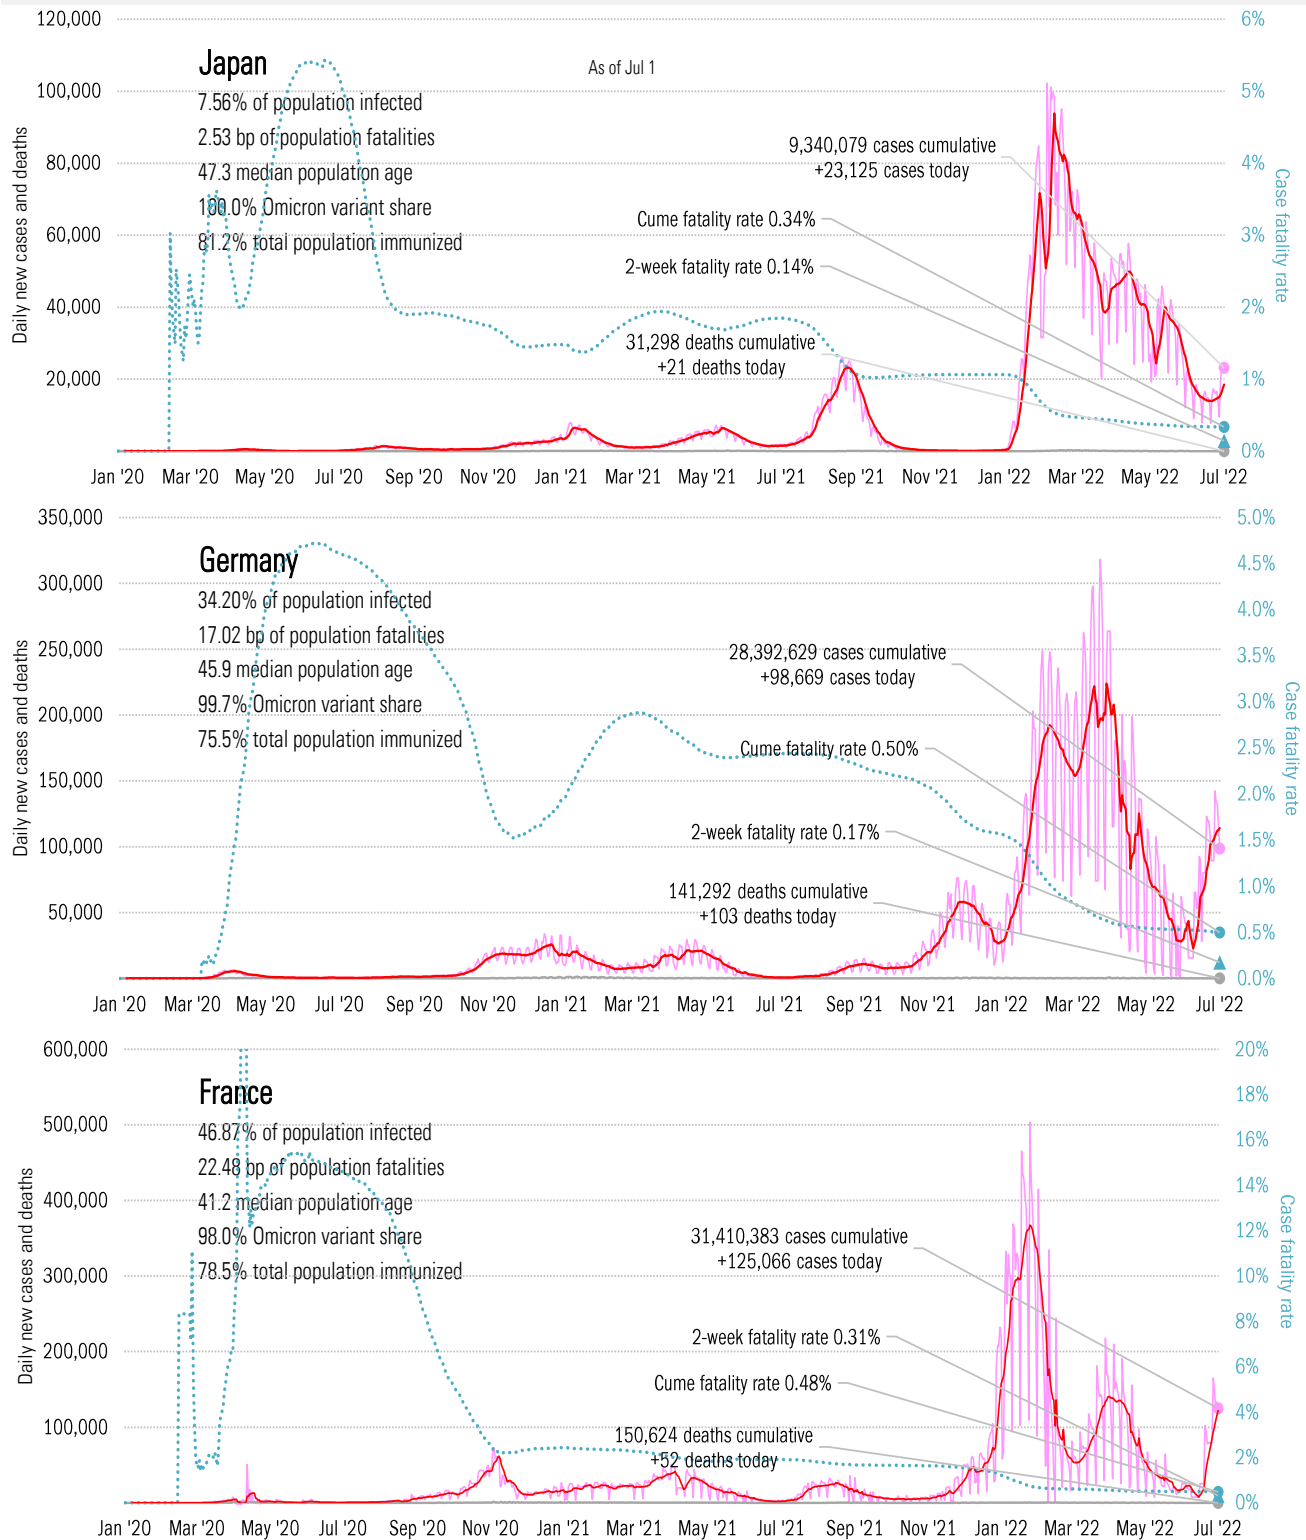 120,000
6%
Japan
As of Jul 1
100,000
5%
7.56% of population infected
2.53 bp of population fatalities
9,340,079 cases cumulative
+23,125 cases today
80,000
4%
47.3 median population age
100.0% Omicron variant share
Cume fatality rate 0.34%
60,000
3%
81.2% total population immunized
2-week fatality rate 0.14%
40,000
2%
31,298 deaths cumulative
+21 deaths today
20,000
1%
0%
Daily new cases and deaths
Case fatality rate
Jan '20 Mar '20 May '20 Jul '20 Sep '20 Nov '20 Jan '21 Mar '21 May '21 Jul '21 Sep '21 Nov '21 Jan '22 Mar '22 May '22 Jul '22
350,000
5.0%
Germany
4.5%
300,000
34.20% of population infected
4.0%
17.02 bp of population fatalities
250,000
3.5%
28,392,629 cases cumulative
+98,669 cases today
45.9 median population age
99.7% Omicron variant share
3.0%
200,000
75.5% total population immunized
Cume fatality rate 0.50%
2.5%
150,000
2.0%
2-week fatality rate 0.17%
1.5%
100,000
141,292 deaths cumulative
+103 deaths today
1.0%
50,000
0.5%
0.0%
Daily new cases and deaths
Case fatality rate
Jan '20 Mar '20 May '20 Jul '20 Sep '20 Nov '20 Jan '21 Mar '21 May '21 Jul '21 Sep '21 Nov '21 Jan '22 Mar '22 May '22 Jul '22
600,000
20%
France
18%
500,000
46.87% of population infected
16%
22.48 bp of population fatalities
14%
400,000
41.2 median population age
98.0% Omicron variant share
12%
31,410,383 cases cumulative
+125,066 cases today
300,000
78.5% total population immunized
10%
8%
2-week fatality rate 0.31%
200,000
6%
Cume fatality rate 0.48%
4%
100,000
150,624 deaths cumulative
+52 deaths today
2%
0%
Daily new cases and deaths
Case fatality rate
Jan '20 Mar '20 May '20 Jul '20 Sep '20 Nov '20 Jan '21 Mar '21 May '21 Jul '21 Sep '21 Nov '21 Jan '22 Mar '22 May '22 Jul '22